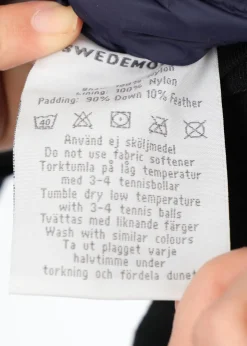 SWEDEMO
100% Nylon
Lining: 100% Nylon
Padding: 90% Down 10% Feather
40
Använd ej sköljmedel
Do not use fabric softener
Torktumla på låg temperatur
med 3-4 tennisbollar
Tumble dry low temperature
with 3-4 tennis balls
Tvättas med liknande färger
Wash with similar colours
Ta ut plagget varje
halvtimme under
torkning och fördela dunet